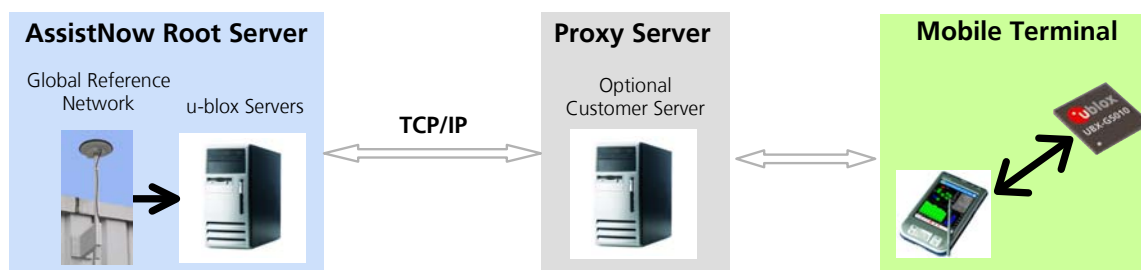 AssistNow Root Server
Global Reference
Network
u-blox Servers
TCP/IP
Proxy Server
Optional
Customer Server
Mobile Terminal
ublox
UBX-G5010